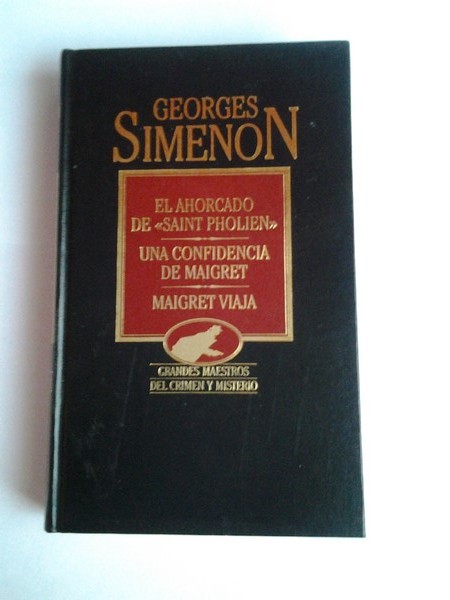 GEORGES
SIMENON
EL AHORCADO
DE «SAINT PHOLIEN»
UNA CONFIDENCIA
DE MAIGRET
MAIGRET VIAJA
GRANDES MAESTROS
DEL CRIMEN Y MISTERIO